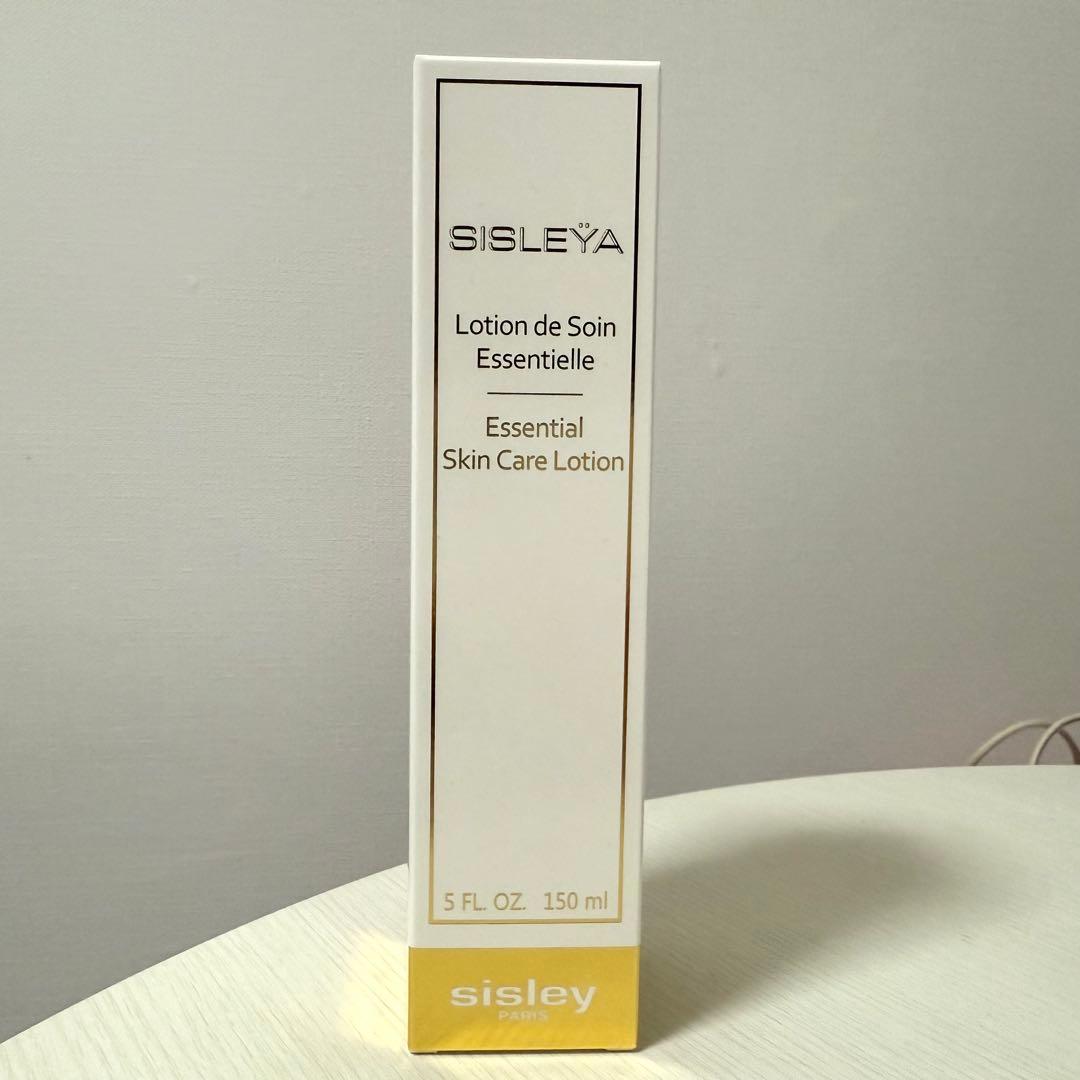 SISLEŸA
Lotion de Soin
Essentielle
Essential
Skin Care Lotion
5 FL. OZ. 150 ml
sisley
PARIS